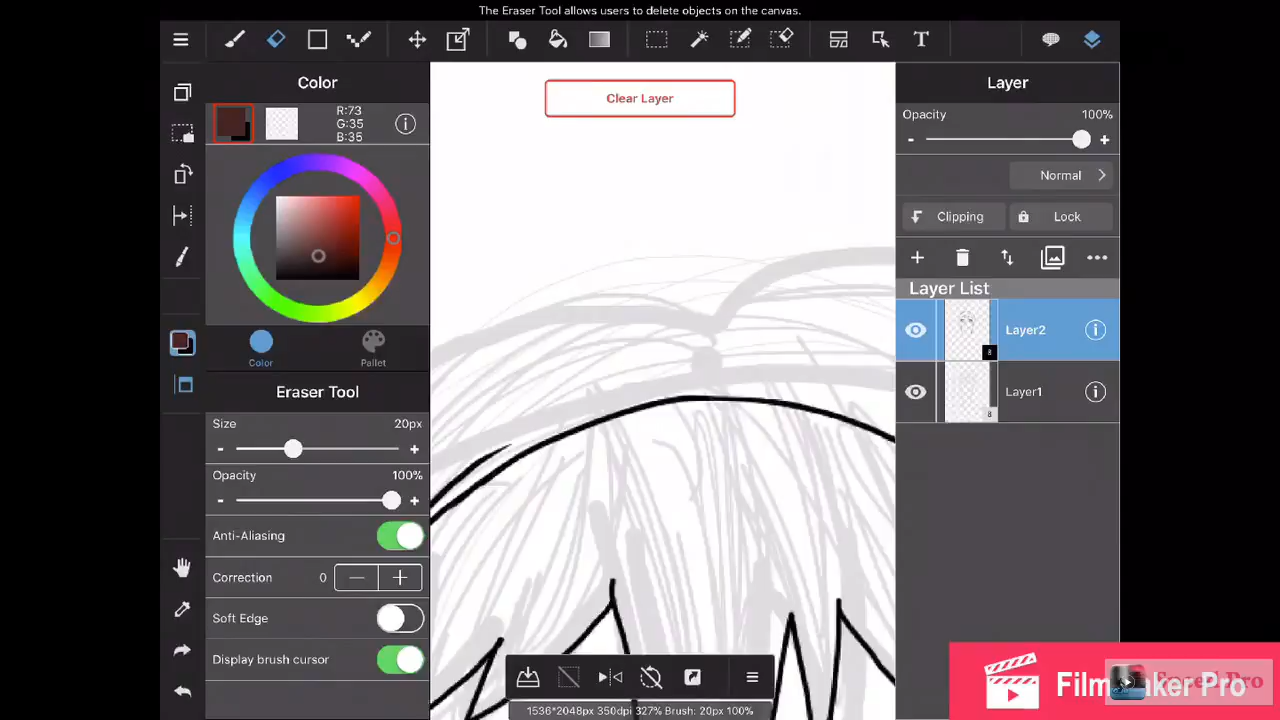 The Eraser Tool allows users to delete objects on the canvas.
T
Color
R:73
G:35
B:35
Color
Pallet
Eraser Tool
Size 20px
- +
Opacity 100%
- +
Anti-Aliasing
Correction 0 — +
Soft Edge
Display brush cursor
Clear Layer
1536*2048px 350dpi 327% Brush: 20px 100%
Layer
Opacity 100%
- +
Normal
Clipping Lock
Layer List
Layer2
8
Layer1
8
Pro